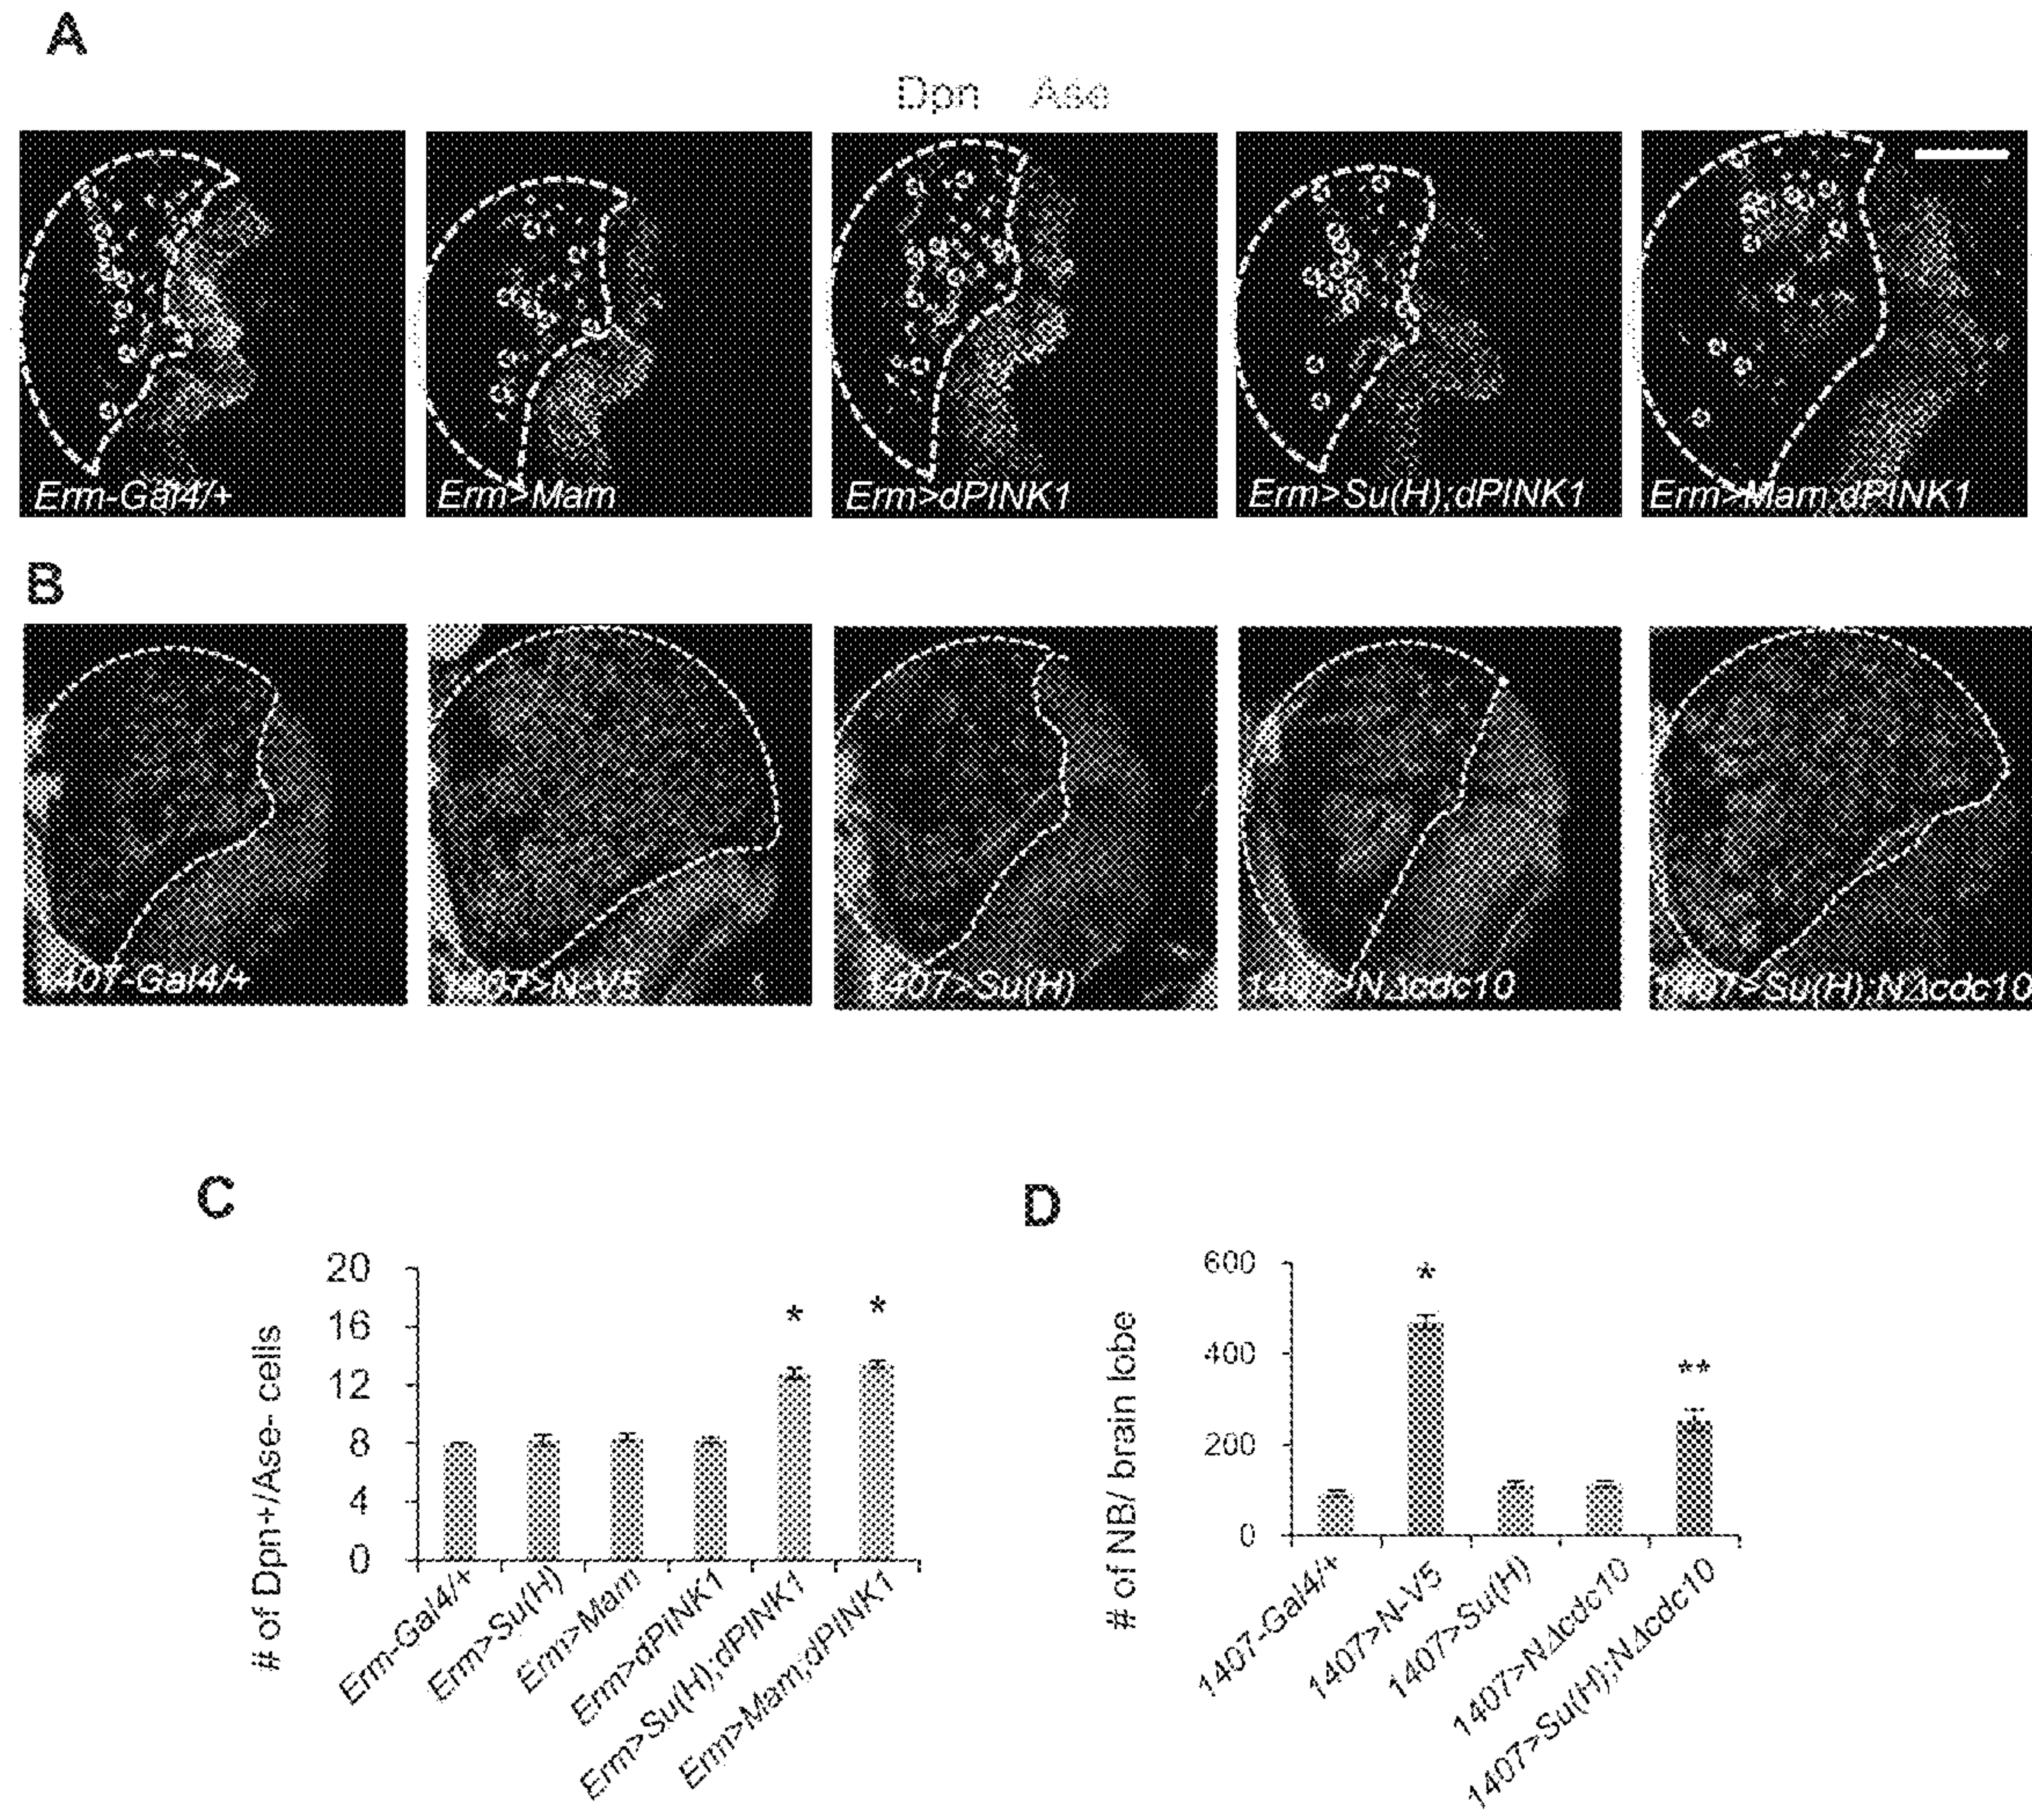 A
Dpn Ase
Erm-Gal4/+
Erm>Mam
Erm>dPINK1
Erm>Su(H);dPINK1
Erm>Mam;dPINK1
B
1407-Gal4/+
1407>N-V5
1407>Su(H)
1407>NΔcdc10
1407>Su(H);NΔcdc10
C
# of Dpn+/Ase- cells
20
16
12
8
4
0
*
*
Erm-Gal4/+
Erm>Su(H)
Erm>Mam
Erm>dPINK1
Erm>Su(H);dPINK1
Erm>Mam;dPINK1
D
# of NB/ brain lobe
600
400
200
0
*
**
1407-Gal4/+
1407>N-V5
1407>Su(H)
1407>NΔcdc10
1407>Su(H);NΔcdc10